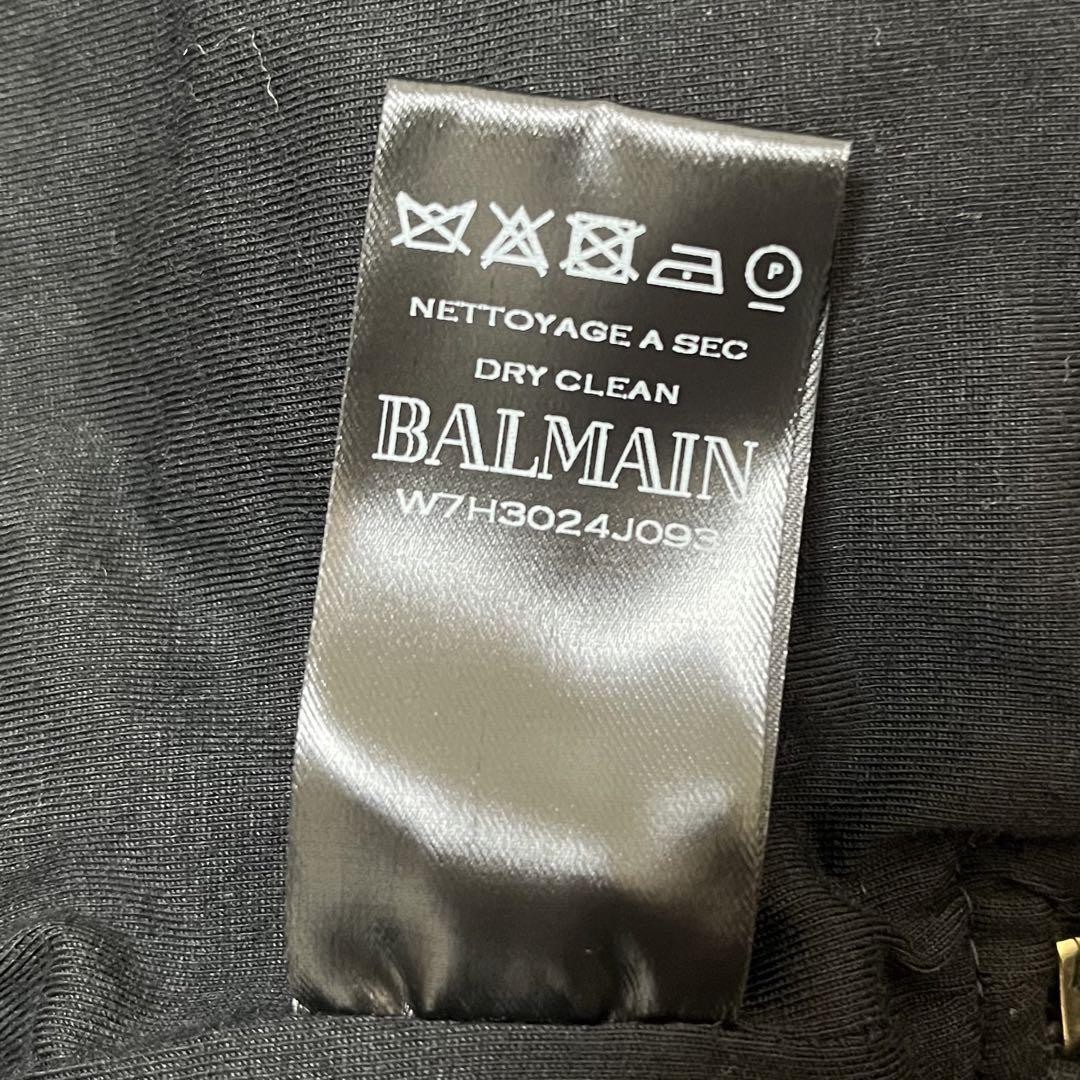 P
NETTOYAGE A SEC
DRY CLEAN
BALMAIN
W7H3024J093